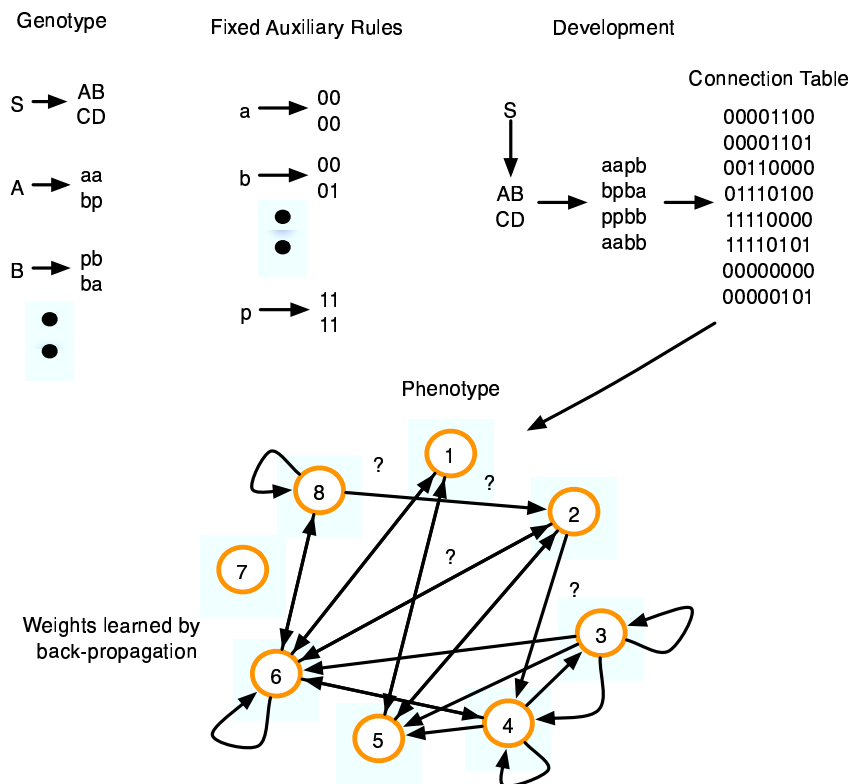 Genotype
Fixed Auxiliary Rules
Development
S
AB
CD
A
aa
bp
B
pb
ba
a
00
00
b
00
01
p
11
11
S
AB
CD
aapb
bpba
ppbb
aabb
Connection Table
00001100
00001101
00110000
01110100
11110000
11110101
00000000
00000101
Phenotype
1
?
8
?
2
?
7
?
3
Weights learned by
back-propagation
6
4
5